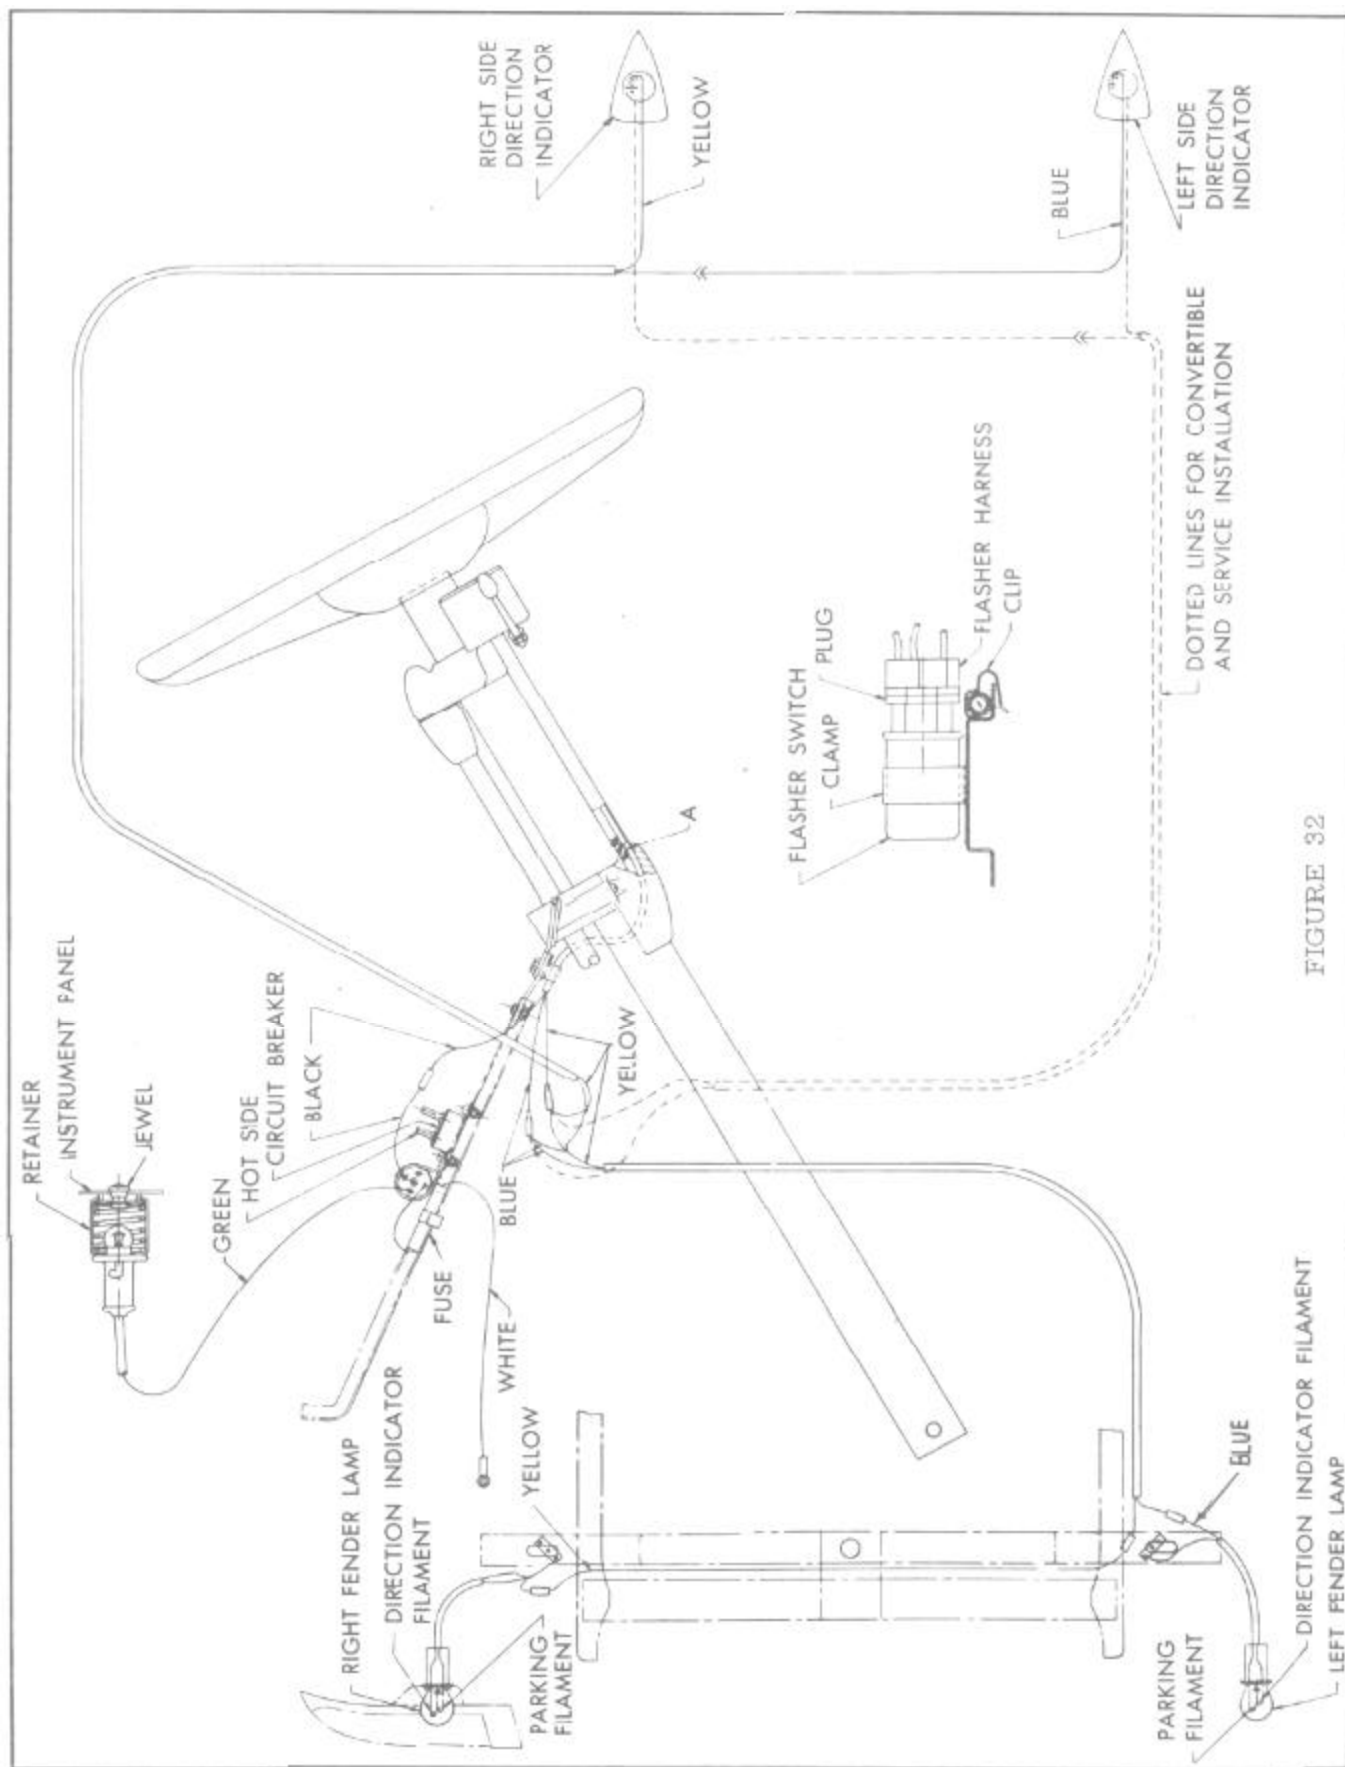 RETAINER
INSTRUMENT PANEL
JEWEL
GREEN
HOT SIDE
CIRCUIT BREAKER
BLACK
RIGHT SIDE
DIRECTION
INDICATOR
YELLOW
BLUE
LEFT SIDE
DIRECTION
INDICATOR
FUSE
WHITE
BLUE
YELLOW
A
RIGHT FENDER LAMP
DIRECTION INDICATOR
FILAMENT
YELLOW
PARKING
FILAMENT
FLASHER SWITCH
CLAMP
PLUG
FLASHER HARNESS
CLIP
DOTTED LINES FOR CONVERTIBLE
AND SERVICE INSTALLATION
BLUE
PARKING
FILAMENT
DIRECTION INDICATOR FILAMENT
LEFT FENDER LAMP
FIGURE 32